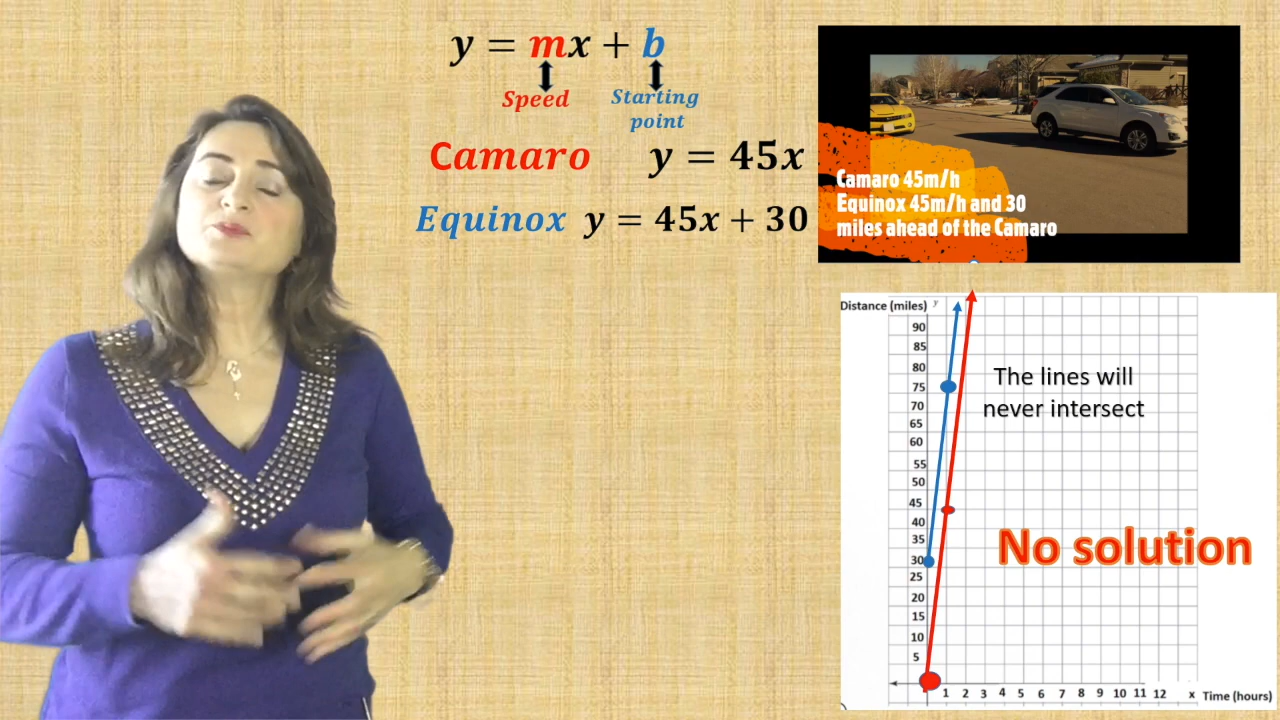 y = mx + b
Speed
Starting
point
Camaro y = 45x
Equinox y = 45x + 30
Camaro 45m/h
Equinox 45m/h and 30
miles ahead of the Camaro
Distance (miles) y
90
85
80
75
70
65
60
55
50
45
40
35
30
25
20
15
10
5
The lines will
never intersect
No solution
1 2 3 4 5 6 7 8 9 10 11 12 x Time (hours)